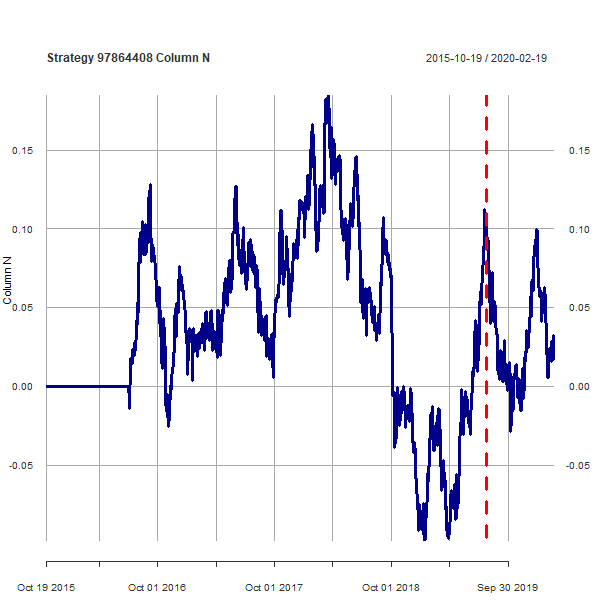 Strategy 97864408 Column N
2015-10-19 / 2020-02-19
0.15
0.15
0.10
0.10
Column N
0.05
0.05
0.00
0.00
-0.05
-0.05
Oct 19 2015
Oct 01 2016
Oct 01 2017
Oct 01 2018
Sep 30 2019